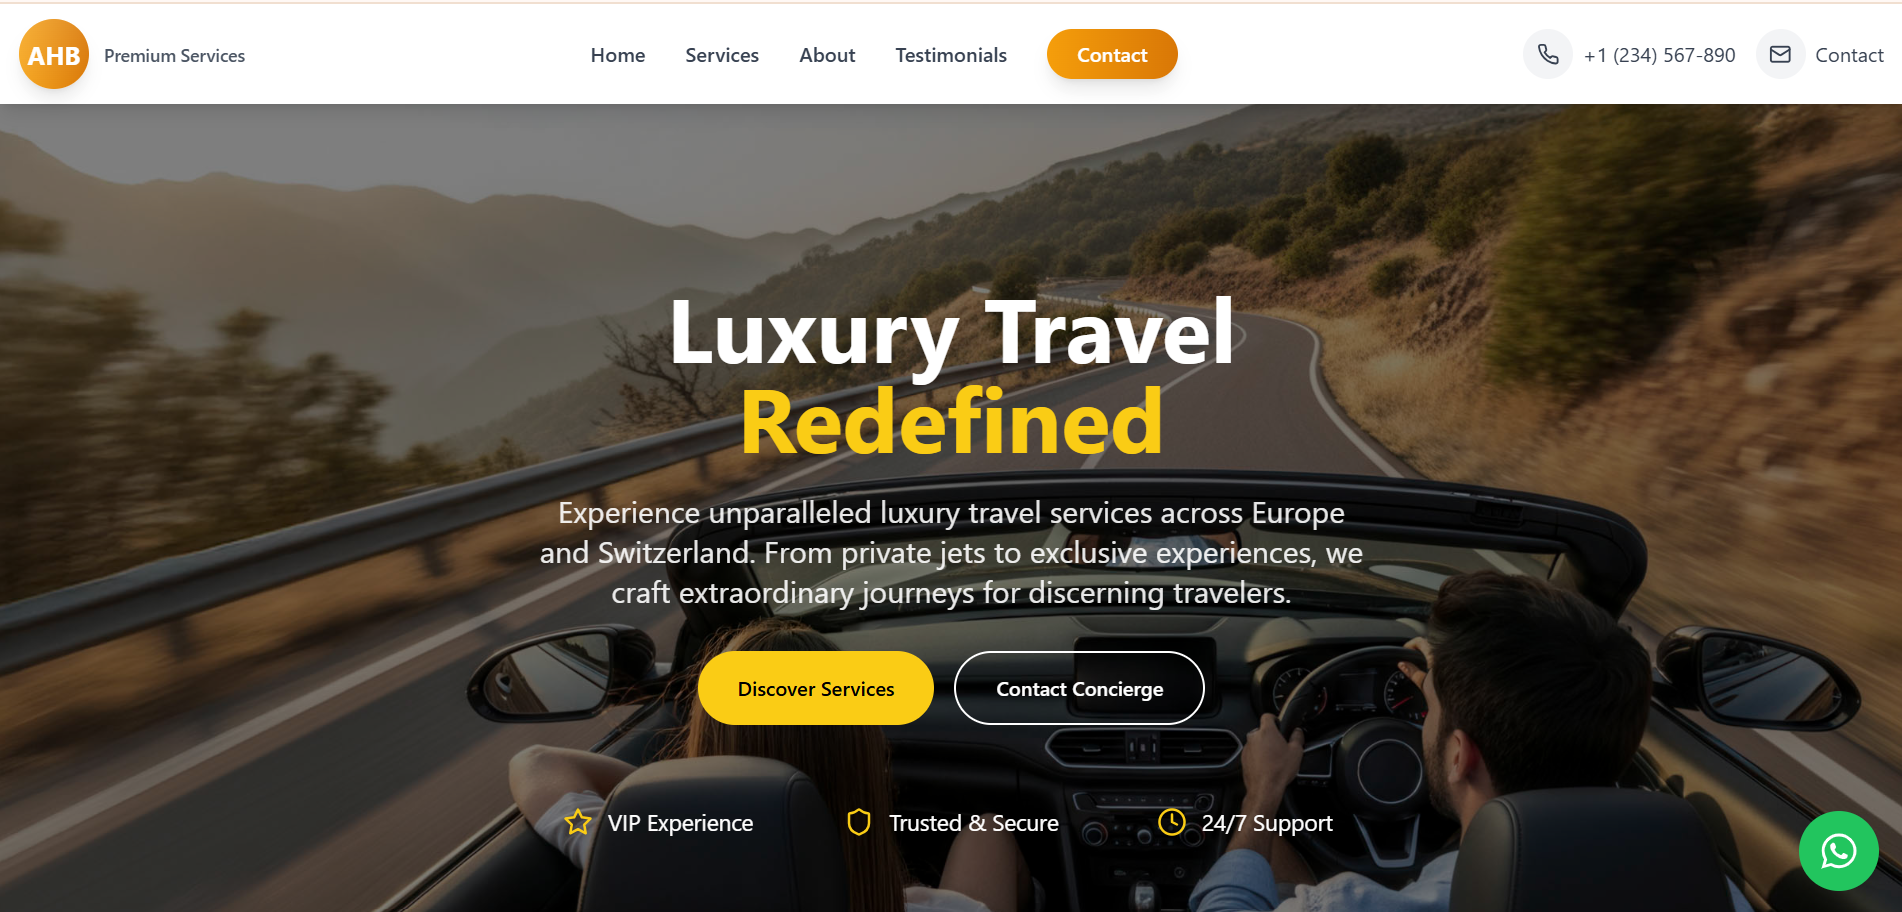 AHB
Premium Services
Home
Services
About
Testimonials
Contact
+1 (234) 567-890
Contact
Luxury Travel
Redefined
Experience unparalleled luxury travel services across Europe
and Switzerland. From private jets to exclusive experiences, we
craft extraordinary journeys for discerning travelers.
Discover Services
Contact Concierge
VIP Experience
Trusted & Secure
24/7 Support